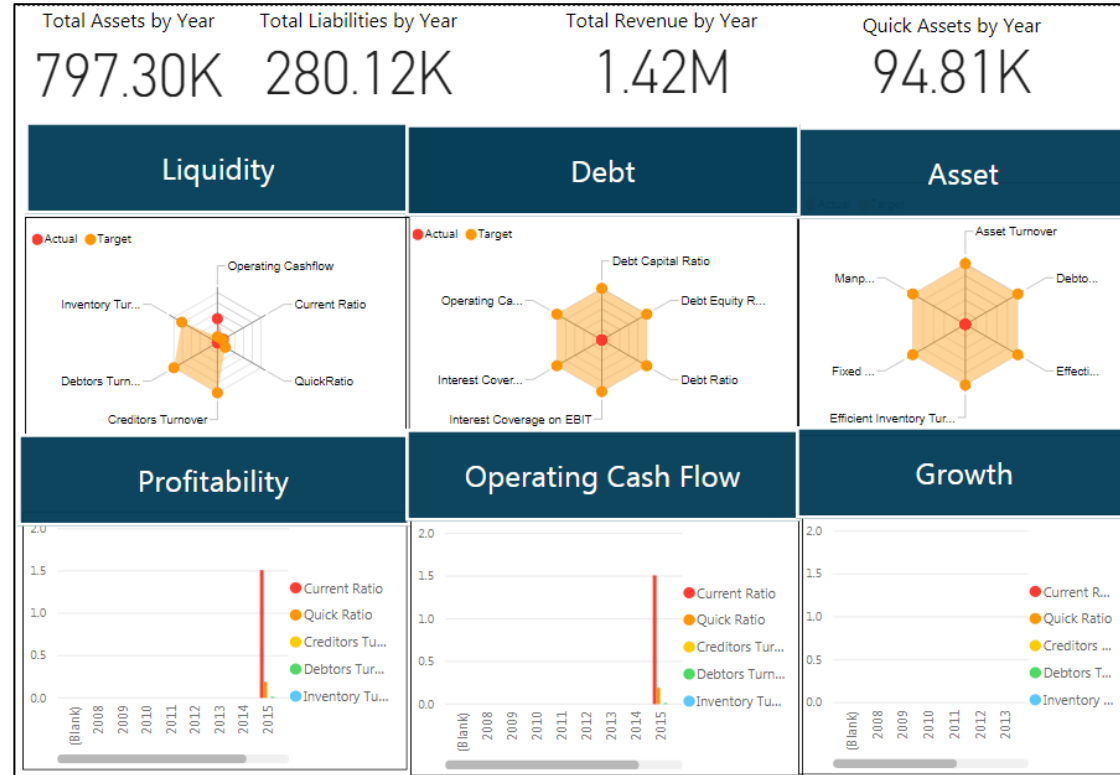 Total Assets by Year
Total Liabilities by Year
Total Revenue by Year
Quick Assets by Year
797.30K
280.12K
1.42M
94.81K
Liquidity
Debt
Asset
Actual Target
Operating Cashflow
Inventory Tur...
Current Ratio
Debtors Turn...
QuickRatio
Creditors Turnover
Actual Target
Debt Capital Ratio
Operating Ca...
Debt Equity R...
Interest Cover...
Debt Ratio
Interest Coverage on EBIT
Actual Target
Asset Turnover
Manp...
Debto...
Fixed ...
Effecti...
Efficient Inventory Tur...
Profitability
Operating Cash Flow
Growth
2.0
1.5
1.0
0.5
0.0
(Blank)
2008
2009
2010
2011
2012
2013
2014
2015
Current Ratio
Quick Ratio
Creditors Tu...
Debtors Tur...
Inventory Tu...
2.0
1.5
1.0
0.5
0.0
(Blank)
2008
2009
2010
2011
2012
2013
2014
2015
Current Ratio
Quick Ratio
Creditors Tur...
Debtors Turn...
Inventory Tu...
2.0
1.5
1.0
0.5
0.0
(Blank)
2008
2009
2010
2011
2012
2013
Current R...
Quick Ratio
Creditors ...
Debtors T...
Inventory ...